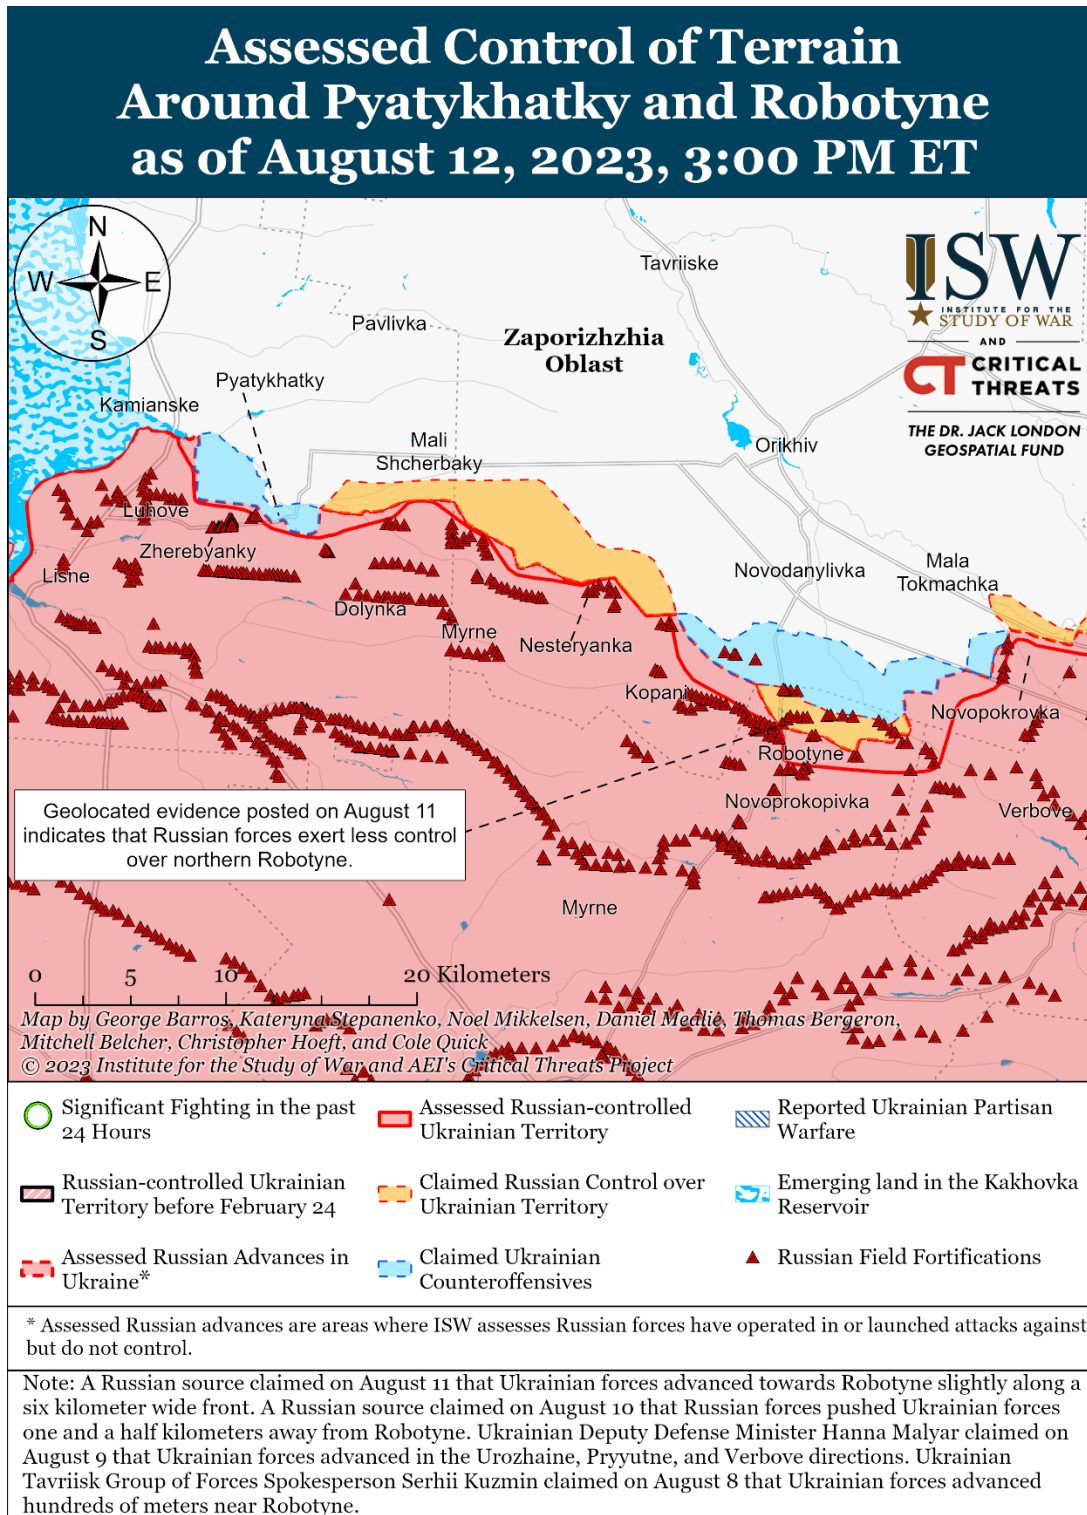 Assessed Control of Terrain
Around Pyatykhatky and Robotyne
as of August 12, 2023, 3:00 PM ET
N
W
E
S
Tavriiske
ISW
INSTITUTE FOR THE
STUDY OF WAR
AND
CT CRITICAL
THREATS
THE DR. JACK LONDON
GEOSPATIAL FUND
Pavlivka
Zaporizhzhia
Oblast
Pyatykhatky
Kamianske
Mali
Shcherbaky
Orikhiv
Luhove
Zherebyanky
Lisne
Novodanylivka
Mala
Tokmachka
Dolynka
Myrne
Nesteryanka
Kopani
Novopokrovka
Robotyne
Novoprokopivka
Verbove
Geolocated evidence posted on August 11
indicates that Russian forces exert less control
over northern Robotyne.
Myrne
0 5 10 20 Kilometers
Map by George Barros, Kateryna Stepanenko, Noel Mikkelsen, Daniel Mealie, Thomas Bergeron,
Mitchell Belcher, Christopher Hoeft, and Cole Quick
© 2023 Institute for the Study of War and AEI's Critical Threats Project
Significant Fighting in the past
24 Hours
Assessed Russian-controlled
Ukrainian Territory
Reported Ukrainian Partisan
Warfare
Russian-controlled Ukrainian
Territory before February 24
Claimed Russian Control over
Ukrainian Territory
Emerging land in the Kakhovka
Reservoir
Assessed Russian Advances in
Ukraine*
Claimed Ukrainian
Counteroffensives
Russian Field Fortifications
* Assessed Russian advances are areas where ISW assesses Russian forces have operated in or launched attacks against
but do not control.
Note: A Russian source claimed on August 11 that Ukrainian forces advanced towards Robotyne slightly along a
six kilometer wide front. A Russian source claimed on August 10 that Russian forces pushed Ukrainian forces
one and a half kilometers away from Robotyne. Ukrainian Deputy Defense Minister Hanna Malyar claimed on
August 9 that Ukrainian forces advanced in the Urozhaine, Pryyutne, and Verbove directions. Ukrainian
Tavriisk Group of Forces Spokesperson Serhii Kuzmin claimed on August 8 that Ukrainian forces advanced
hundreds of meters near Robotyne.